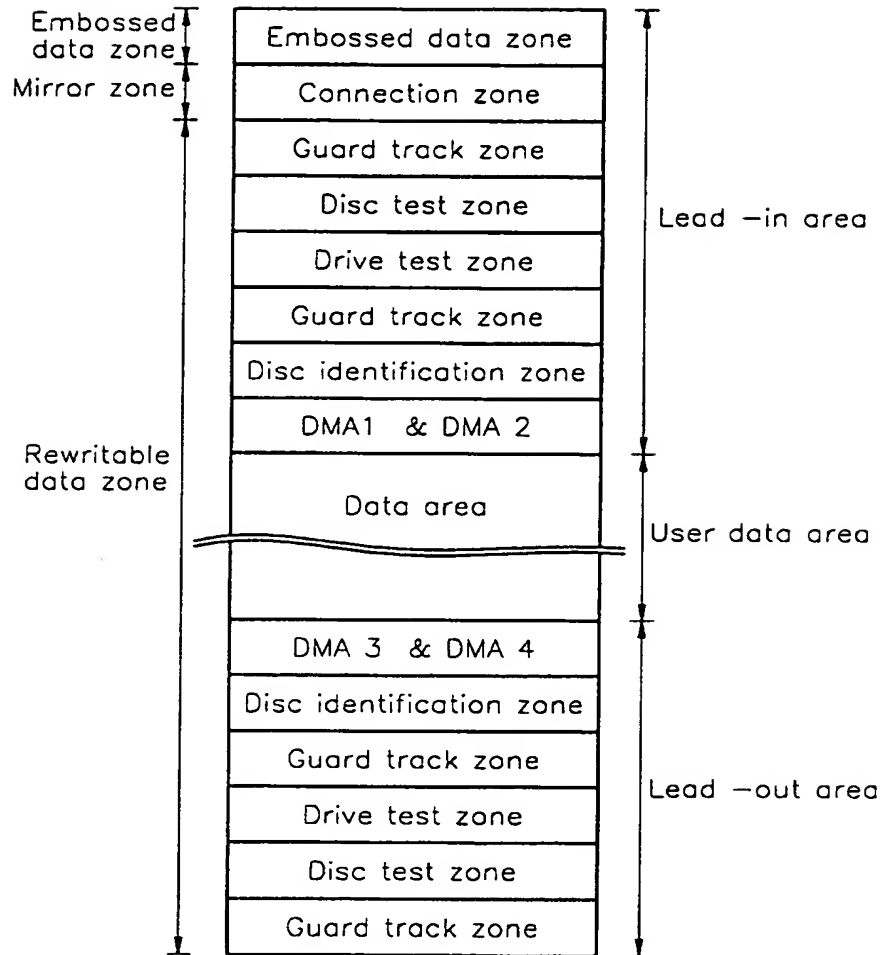 Embossed
data zone
Mirror zone
Rewritable
data zone
Embossed data zone
Connection zone
Guard track zone
Disc test zone
Drive test zone
Guard track zone
Disc identification zone
DMA1 & DMA 2
Data area
DMA 3 & DMA 4
Disc identification zone
Guard track zone
Drive test zone
Disc test zone
Guard track zone
Lead -in area
User data area
Lead -out area